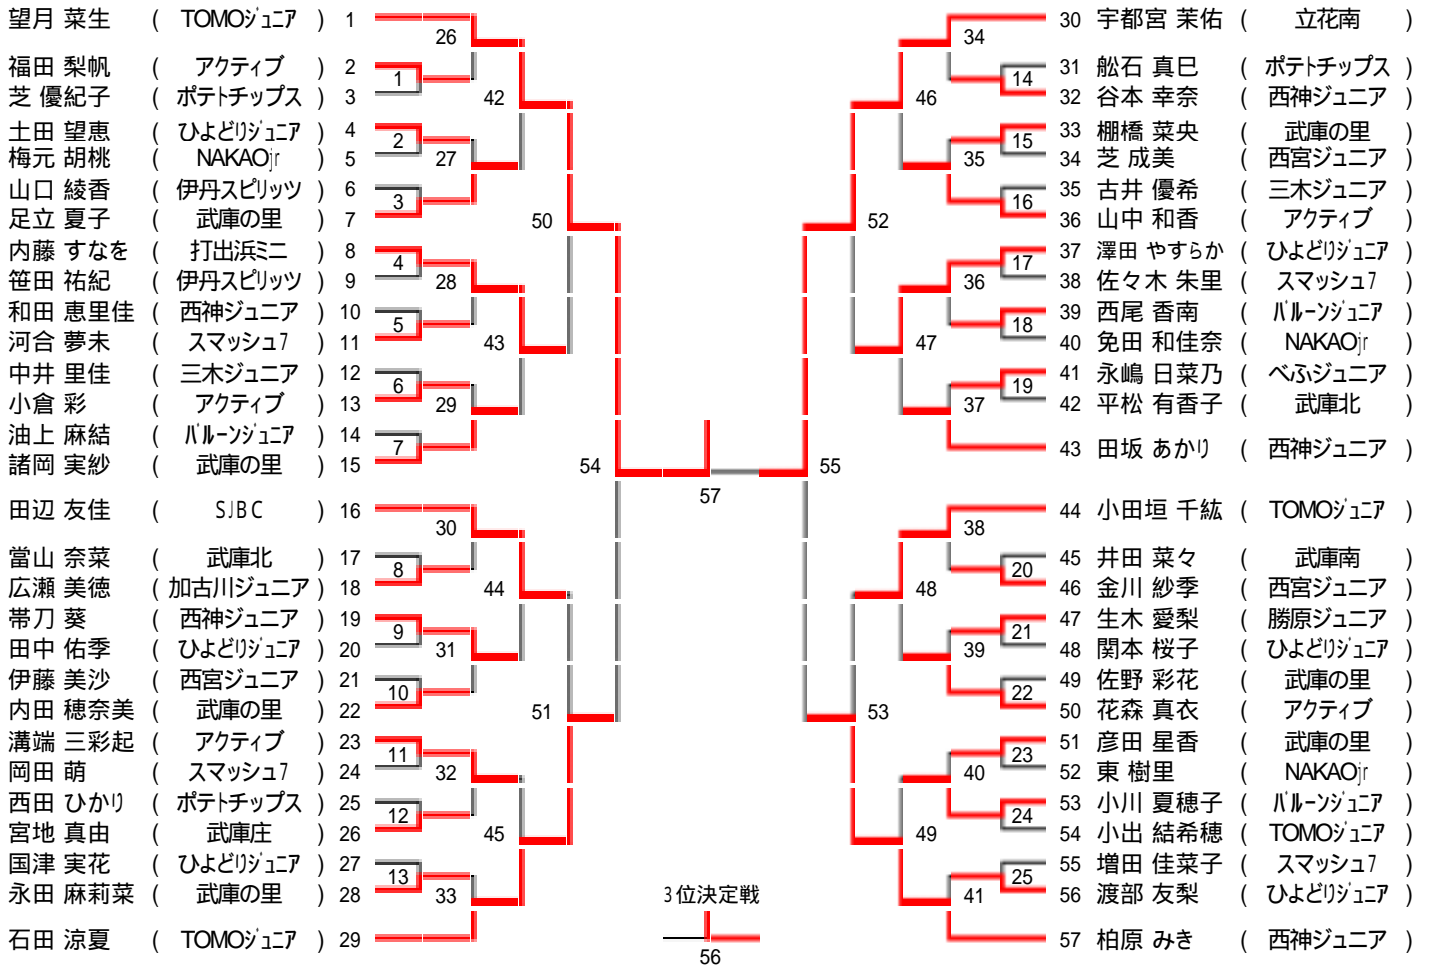 望月 菜生 ( TOMOｼﾞｭﾆｱ ) 1
福田 梨帆 ( アクティブ ) 2
芝 優紀子 ( ポテトチップス ) 3
土田 望恵 ( ひよどりｼﾞｭﾆｱ ) 4
梅元 胡桃 ( NAKAOjr ) 5
山口 綾香 ( 伊丹スピリッツ ) 6
足立 夏子 ( 武庫の里 ) 7
内藤 すなを ( 打出浜ミニ ) 8
笹田 祐紀 ( 伊丹スピリッツ ) 9
和田 恵里佳 ( 西神ジュニア ) 10
河合 夢未 ( スマッシュ7 ) 11
中井 里佳 ( 三木ジュニア ) 12
小倉 彩 ( アクティブ ) 13
油上 麻結 ( ﾊﾞﾙｰﾝｼﾞｭﾆｱ ) 14
諸岡 実紗 ( 武庫の里 ) 15
田辺 友佳 ( SJBC ) 16
當山 奈菜 ( 武庫北 ) 17
広瀬 美徳 ( 加古川ジュニア ) 18
帯刀 葵 ( 西神ジュニア ) 19
田中 佑季 ( ひよどりｼﾞｭﾆｱ ) 20
伊藤 美沙 ( 西宮ジュニア ) 21
内田 穂奈美 ( 武庫の里 ) 22
溝端 三彩起 ( アクティブ ) 23
岡田 萌 ( スマッシュ7 ) 24
西田 ひかり ( ポテトチップス ) 25
宮地 真由 ( 武庫庄 ) 26
国津 実花 ( ひよどりｼﾞｭﾆｱ ) 27
永田 麻莉菜 ( 武庫の里 ) 28
石田 涼夏 ( TOMOｼﾞｭﾆｱ ) 29
26
1
42
2
27
3
50
4
28
5
43
6
29
7
54
30
8
44
9
31
10
51
11
32
12
45
13
33
57
3位決定戦
56
34
14
46
15
35
16
52
17
36
18
47
19
37
55
38
20
48
21
39
22
53
23
40
24
49
25
41
30 宇都宮 茉佑 ( 立花南 )
31 舩石 真巳 ( ポテトチップス )
32 谷本 幸奈 ( 西神ジュニア )
33 棚橋 菜央 ( 武庫の里 )
34 芝 成美 ( 西宮ジュニア )
35 古井 優希 ( 三木ジュニア )
36 山中 和香 ( アクティブ )
37 澤田 やすらか ( ひよどりｼﾞｭﾆｱ )
38 佐々木 朱里 ( スマッシュ7 )
39 西尾 香南 ( ﾊﾞﾙｰﾝｼﾞｭﾆｱ )
40 免田 和佳奈 ( NAKAOjr )
41 永嶋 日菜乃 ( べふジュニア )
42 平松 有香子 ( 武庫北 )
43 田坂 あかり ( 西神ジュニア )
44 小田垣 千紘 ( TOMOｼﾞｭﾆｱ )
45 井田 菜々 ( 武庫南 )
46 金川 紗季 ( 西宮ジュニア )
47 生木 愛梨 ( 勝原ジュニア )
48 関本 桜子 ( ひよどりｼﾞｭﾆｱ )
49 佐野 彩花 ( 武庫の里 )
50 花森 真衣 ( アクティブ )
51 彦田 星香 ( 武庫の里 )
52 東 樹里 ( NAKAOjr )
53 小川 夏穂子 ( ﾊﾞﾙｰﾝｼﾞｭﾆｱ )
54 小出 結希穂 ( TOMOｼﾞｭﾆｱ )
55 増田 佳菜子 ( スマッシュ7 )
56 渡部 友梨 ( ひよどりｼﾞｭﾆｱ )
57 柏原 みき ( 西神ジュニア )